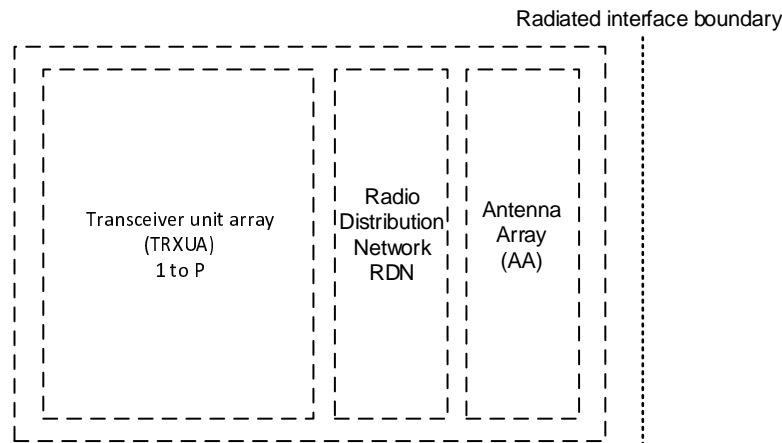 Radiated interface boundary
Transceiver unit array
(TRXUA)
1 to P
Radio
Distribution
Network
RDN
Antenna
Array
(AA)